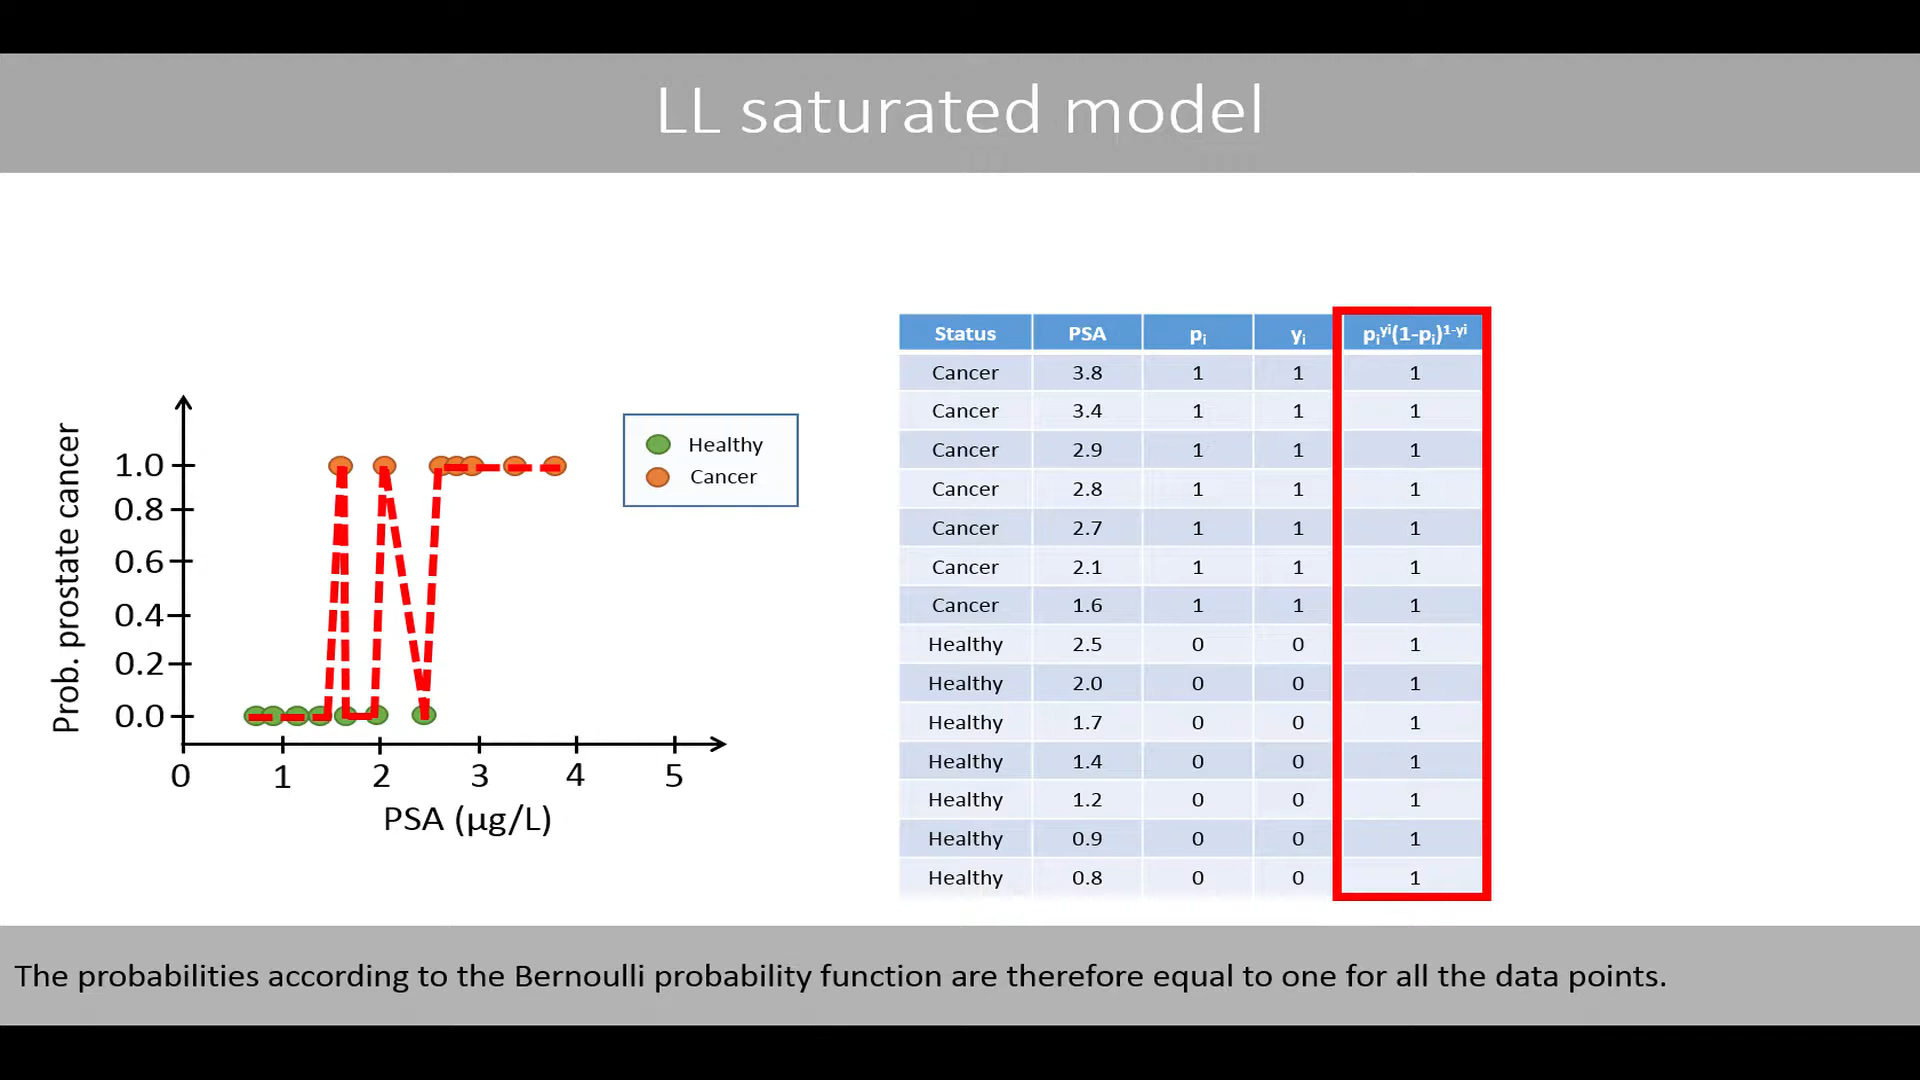 LL saturated model
Prob. prostate cancer
1.0
0.8
0.6
0.4
0.2
0.0
0 1 2 3 4 5
PSA (µg/L)
Healthy
Cancer
Status PSA pᵢ yᵢ pᵢ^yi(1-pᵢ)^1-yi
Cancer 3.8 1 1 1
Cancer 3.4 1 1 1
Cancer 2.9 1 1 1
Cancer 2.8 1 1 1
Cancer 2.7 1 1 1
Cancer 2.1 1 1 1
Cancer 1.6 1 1 1
Healthy 2.5 0 0 1
Healthy 2.0 0 0 1
Healthy 1.7 0 0 1
Healthy 1.4 0 0 1
Healthy 1.2 0 0 1
Healthy 0.9 0 0 1
Healthy 0.8 0 0 1
The probabilities according to the Bernoulli probability function are therefore equal to one for all the data points.